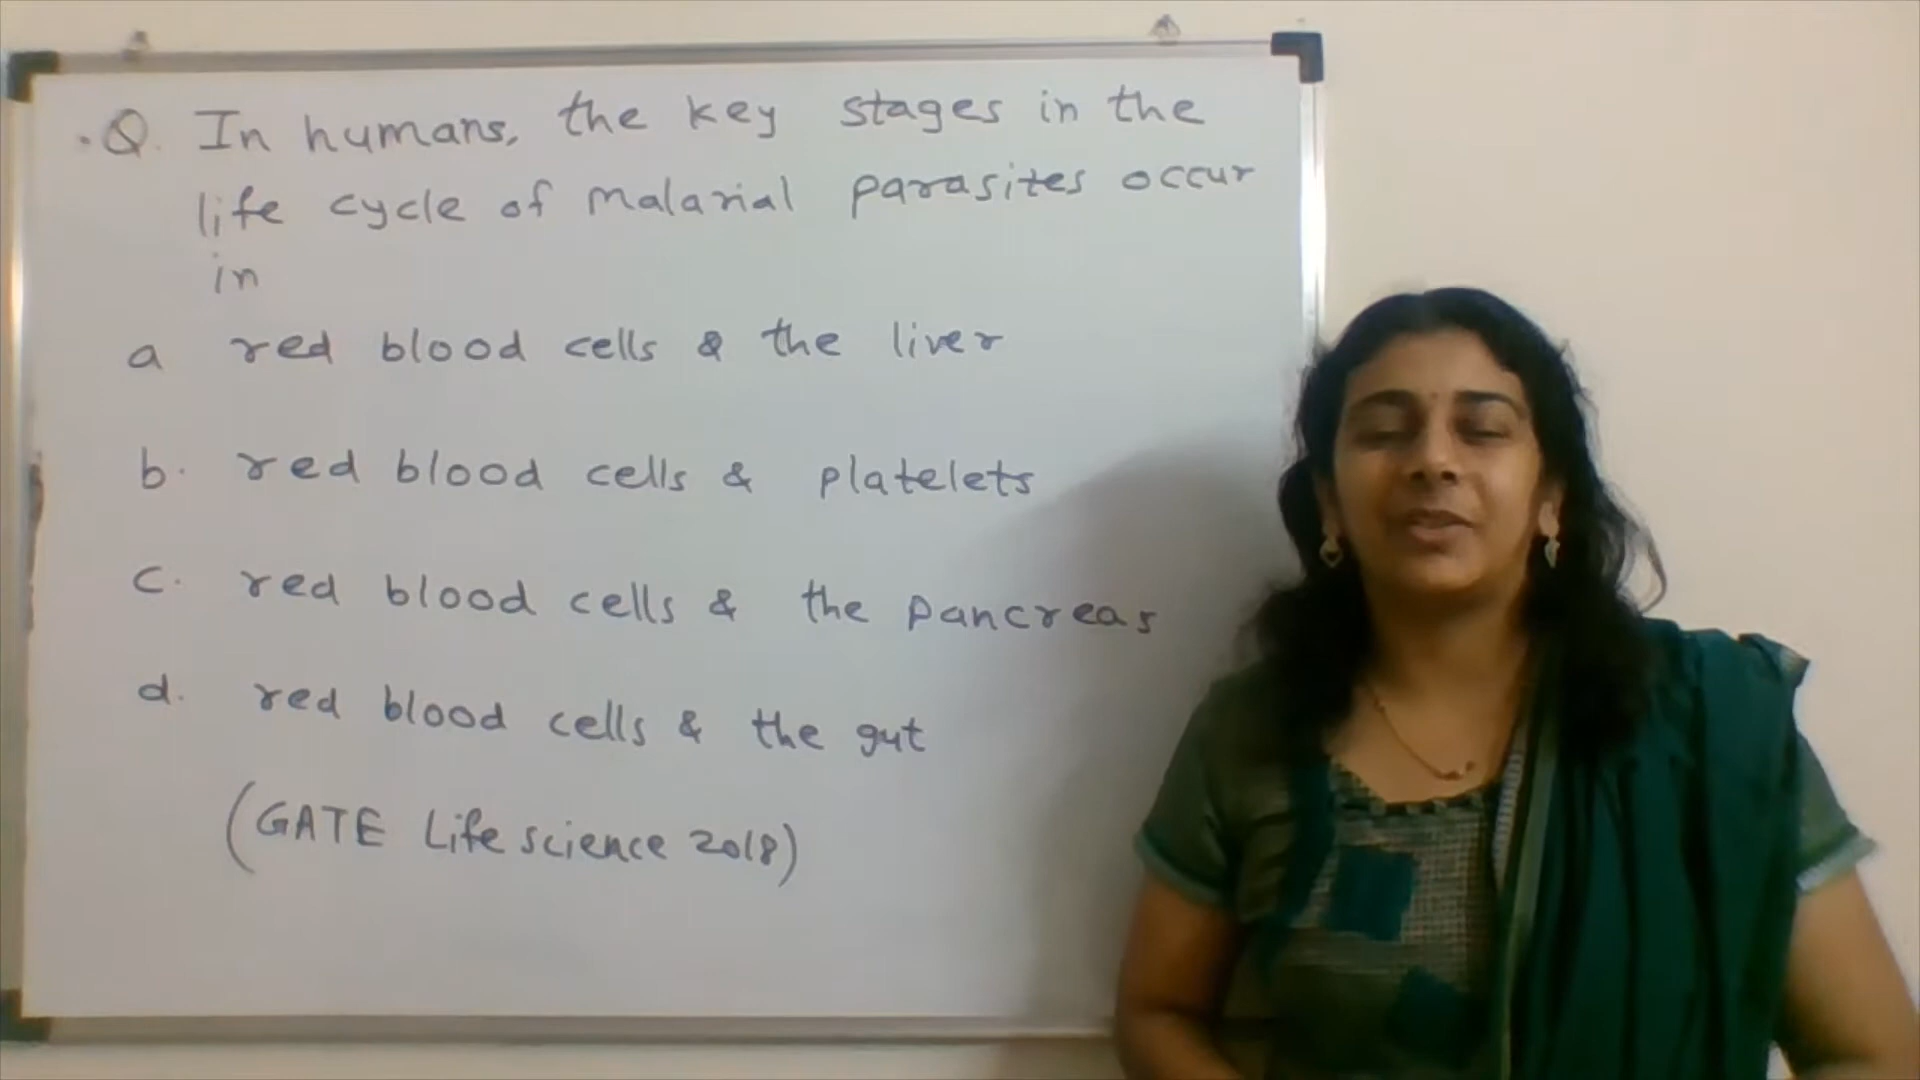 .Q. In humans, the key stages in the
life cycle of malarial parasites occur
in
a red blood cells & the liver
b. red blood cells & platelets
c. red blood cells & the pancreas
d. red blood cells & the gut
(GATE Life science 2018)